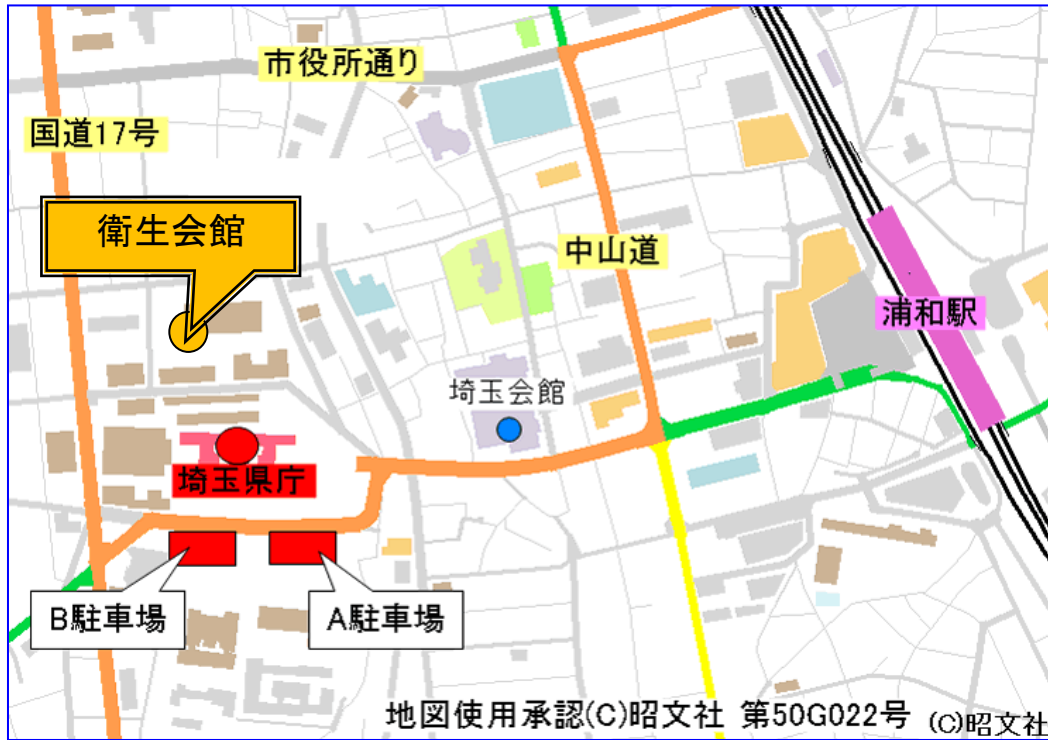 市役所通り
国道17号
衛生会館
中山道
浦和駅
埼玉会館
埼玉県庁
B駐車場
A駐車場
地図使用承認(C)昭文社 第50G022号
(C)昭文社